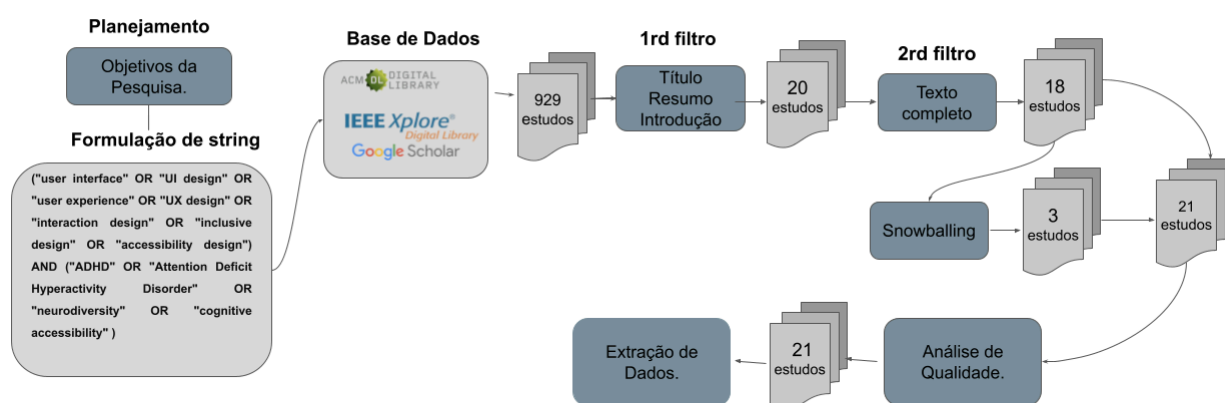 Planejamento
Objetivos da
Pesquisa.
Formulação de string
("user interface" OR "UI design" OR
"user experience" OR "UX design" OR
"interaction design" OR "inclusive
design" OR "accessibility design")
AND ("ADHD" OR "Attention Deficit
Hyperactivity Disorder" OR
"neurodiversity" OR "cognitive
accessibility" )
Base de Dados
ACM DL DIGITAL
LIBRARY
IEEE Xplore®
Digital Library
Google Scholar
929
estudos
1rd filtro
Título
Resumo
Introdução
20
estudos
2rd filtro
Texto
completo
18
estudos
Snowballing
3
estudos
21
estudos
Análise de
Qualidade.
21
estudos
Extração de
Dados.